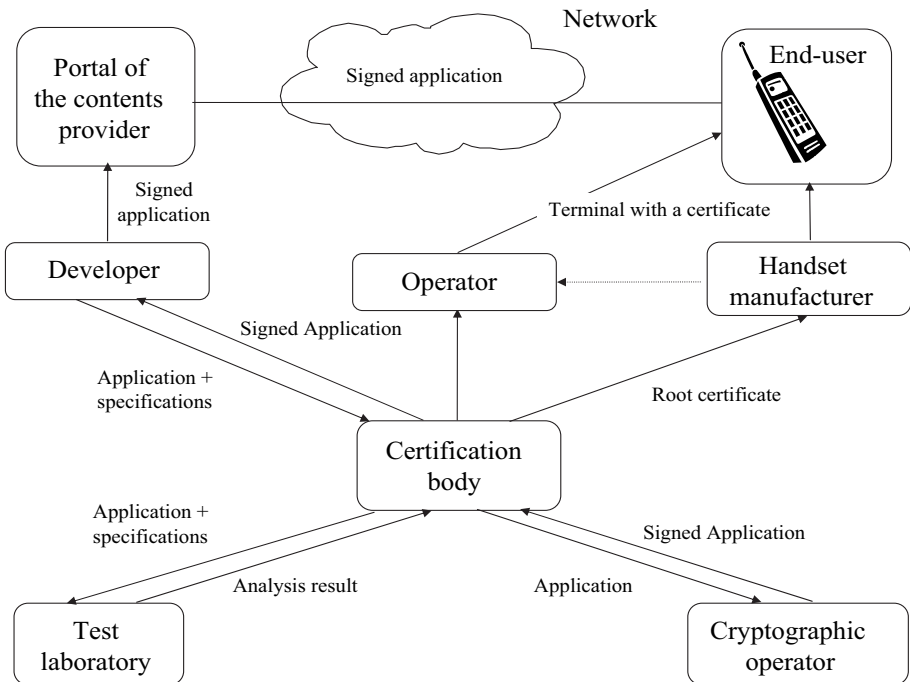 Network
Portal of
the contents
provider
Signed application
End-user
Signed
application
Terminal with a certificate
Developer
Operator
Handset
manufacturer
Signed Application
Application +
specifications
Root certificate
Certification
body
Application +
specifications
Signed Application
Analysis result
Application
Test
laboratory
Cryptographic
operator